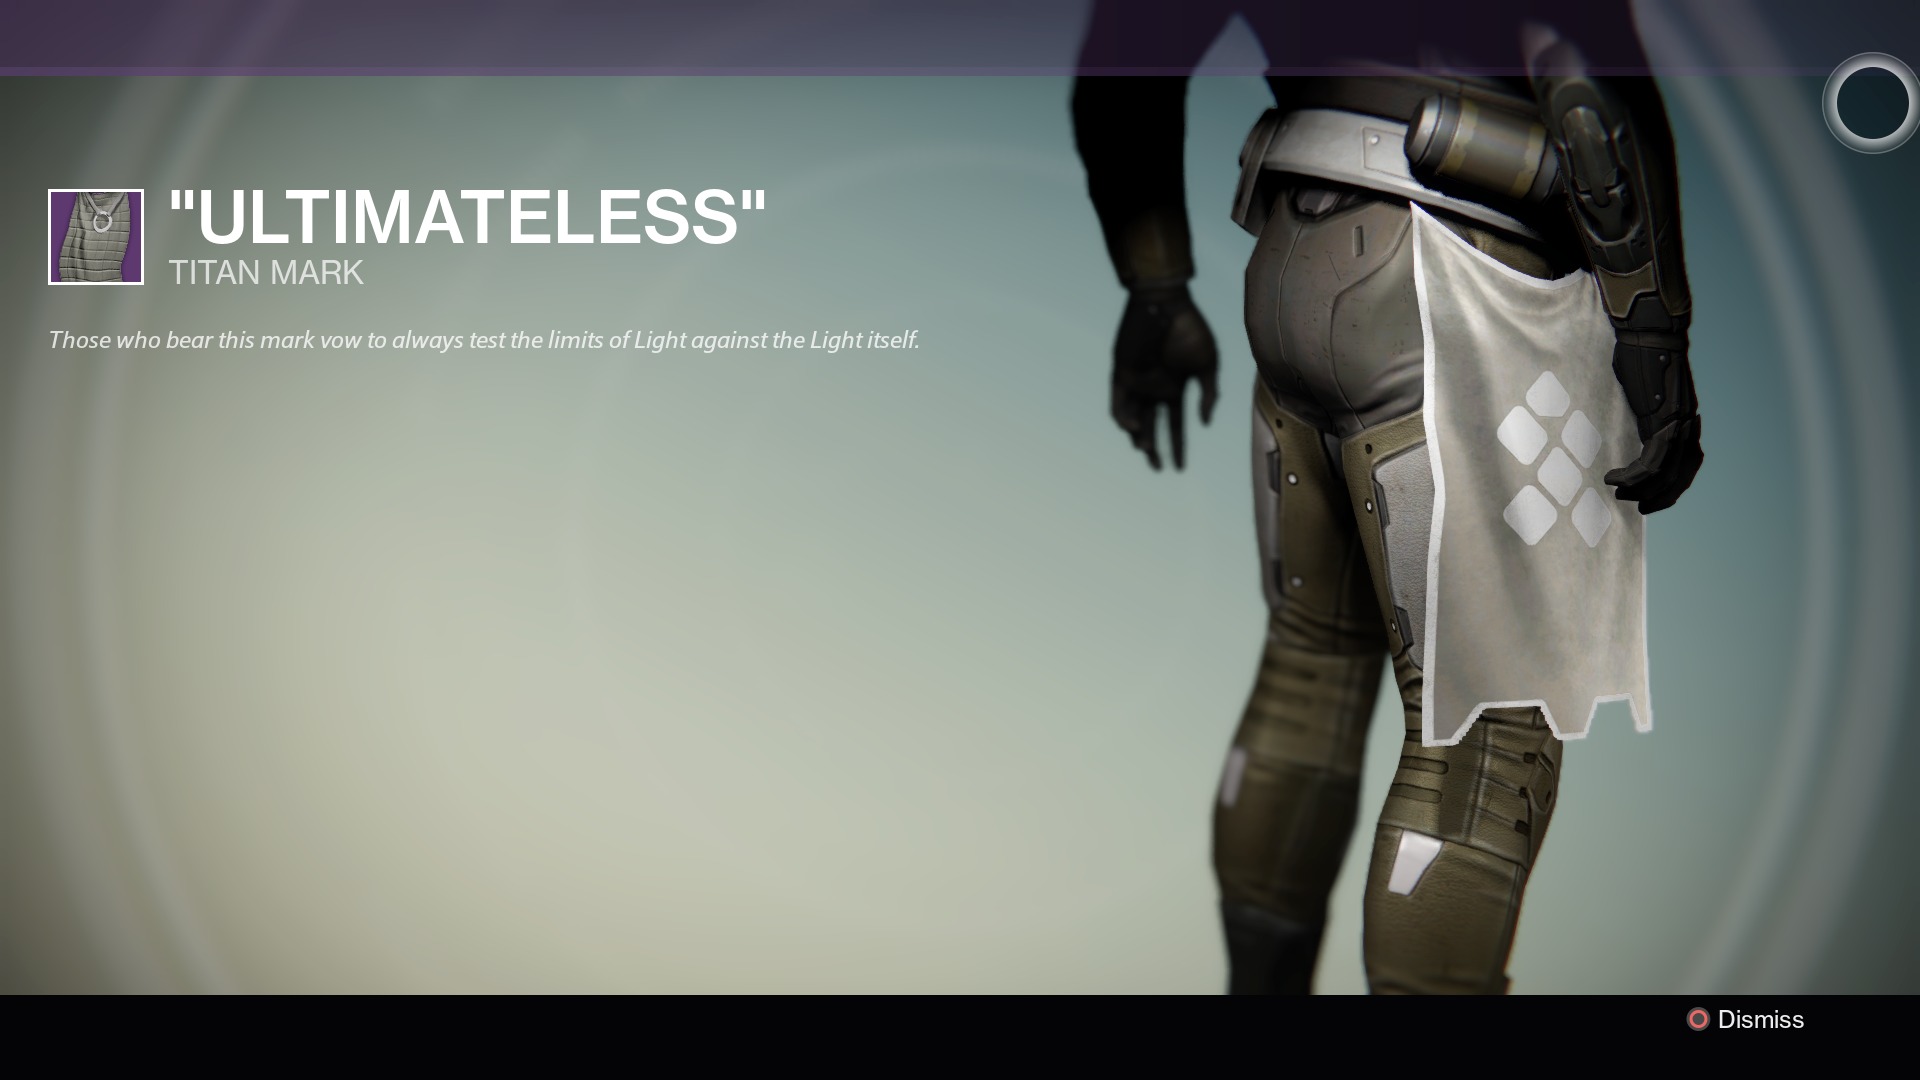 "ULTIMATELESS"
TITAN MARK
Those who bear this mark vow to always test the limits of Light against the Light itself.
Dismiss